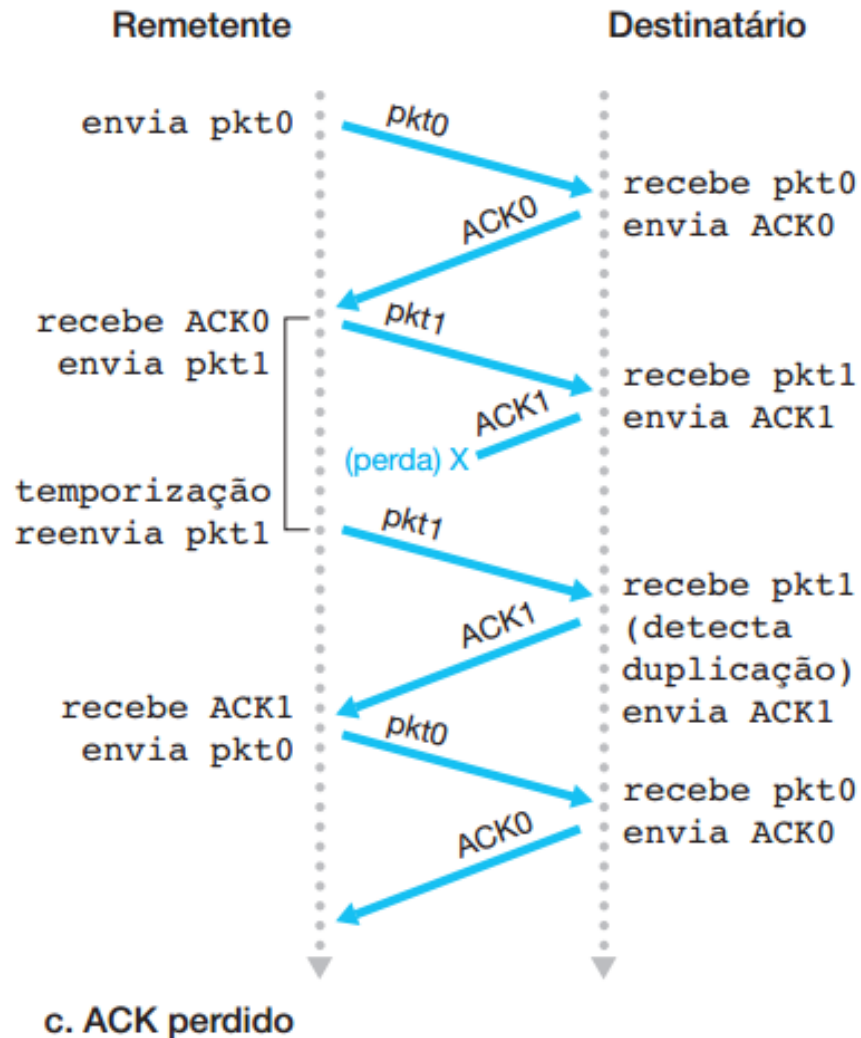 Remetente
Destinatário
envia pkt0
pkt0
recebe pkt0
envia ACK0
ACK0
recebe ACK0
envia pkt1
pkt1
recebe pkt1
envia ACK1
ACK1
(perda) X
temporização
reenvia pkt1
pkt1
recebe pkt1
(detecta
duplicação)
envia ACK1
ACK1
recebe ACK1
envia pkt0
pkt0
recebe pkt0
envia ACK0
ACK0
c. ACK perdido